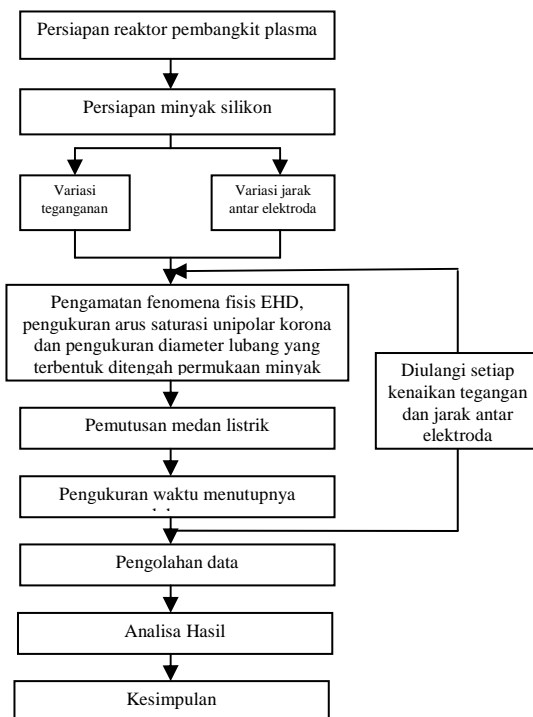 Persiapan reaktor pembangkit plasma
Persiapan minyak silikon
Variasi
teganganan
Variasi jarak
antar elektroda
Pengamatan fenomena fisis EHD,
pengukuran arus saturasi unipolar korona
dan pengukuran diameter lubang yang
terbentuk ditengah permukaan minyak
Diulangi setiap
kenaikan tegangan
dan jarak antar
elektroda
Pemutusan medan listrik
Pengukuran waktu menutupnya
Pengolahan data
Analisa Hasil
Kesimpulan